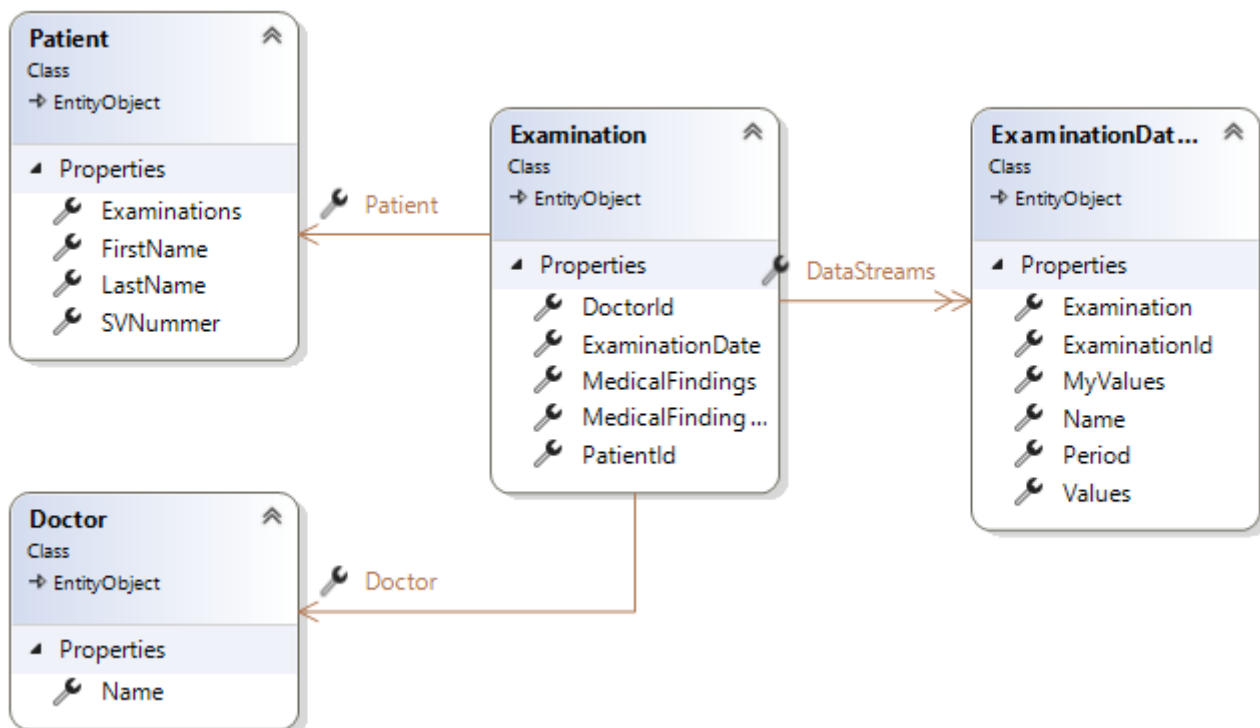 Patient
Class
EntityObject
Properties
Examinations
FirstName
LastName
SVNummer
Patient
Examination
Class
EntityObject
Properties
DoctorId
ExaminationDate
MedicalFindings
MedicalFinding ...
PatientId
DataStreams
ExaminationDat...
Class
EntityObject
Properties
Examination
ExaminationId
MyValues
Name
Period
Values
Doctor
Class
EntityObject
Properties
Name
Doctor